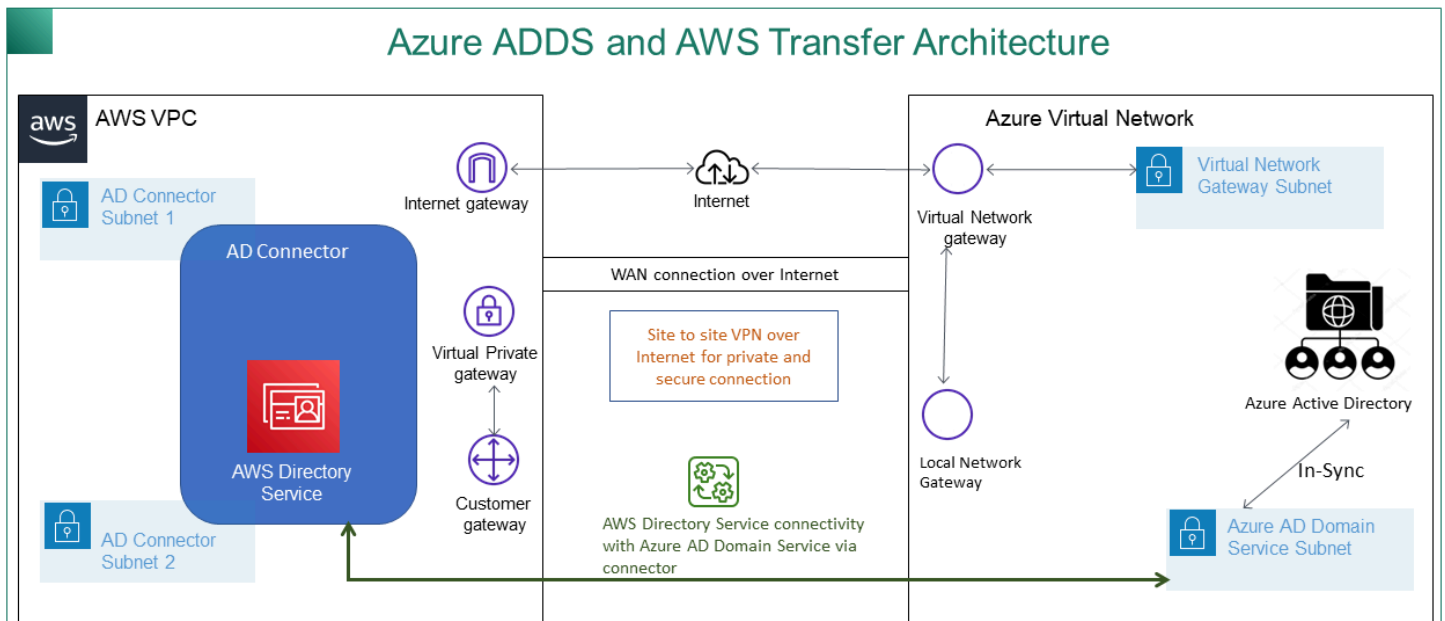 Azure ADDS and AWS Transfer Architecture
aws
AWS VPC
AD Connector
Subnet 1
AD Connector
AWS Directory
Service
AD Connector
Subnet 2
Internet gateway
Virtual Private
gateway
Customer
gateway
Internet
WAN connection over Internet
Site to site VPN over
Internet for private and
secure connection
AWS Directory Service connectivity
with Azure AD Domain Service via
connector
Azure Virtual Network
Virtual Network
gateway
Virtual Network
Gateway Subnet
Local Network
Gateway
Azure Active Directory
In-Sync
Azure AD Domain
Service Subnet